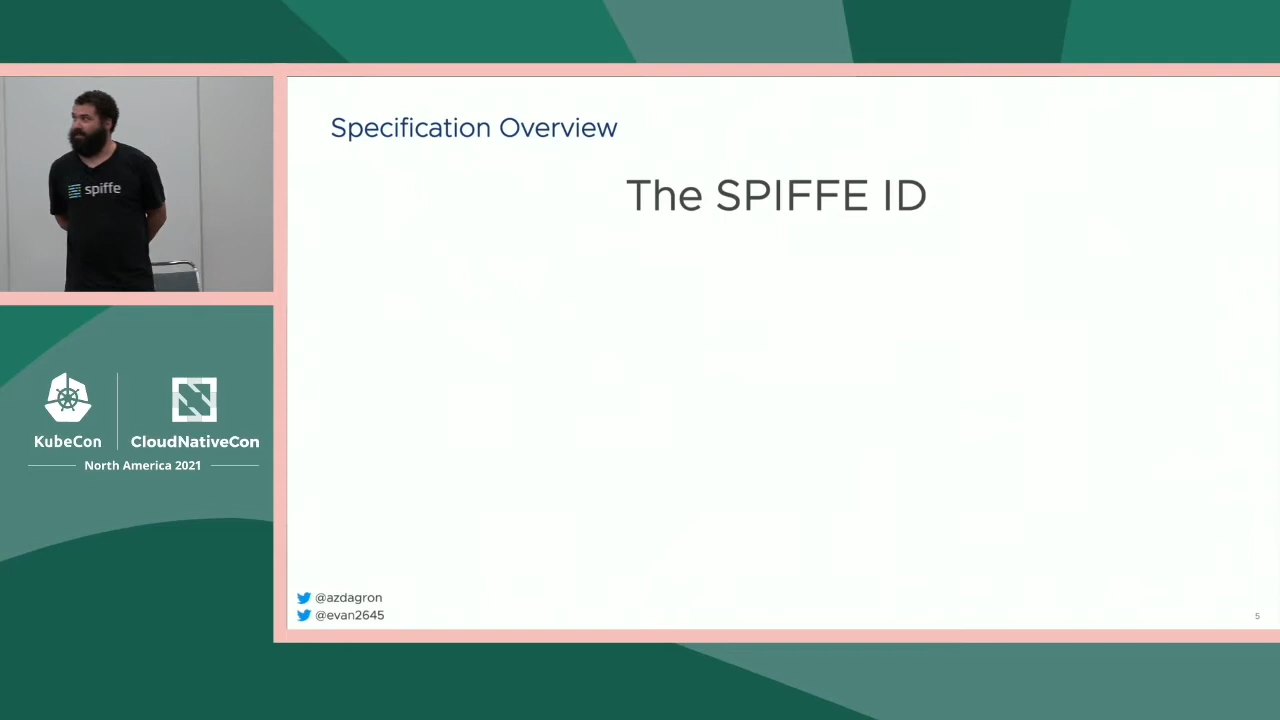 Specification Overview
The SPIFFE ID
spiffe
KubeCon
CloudNativeCon
North America 2021
@azdagron
@evan2645
5